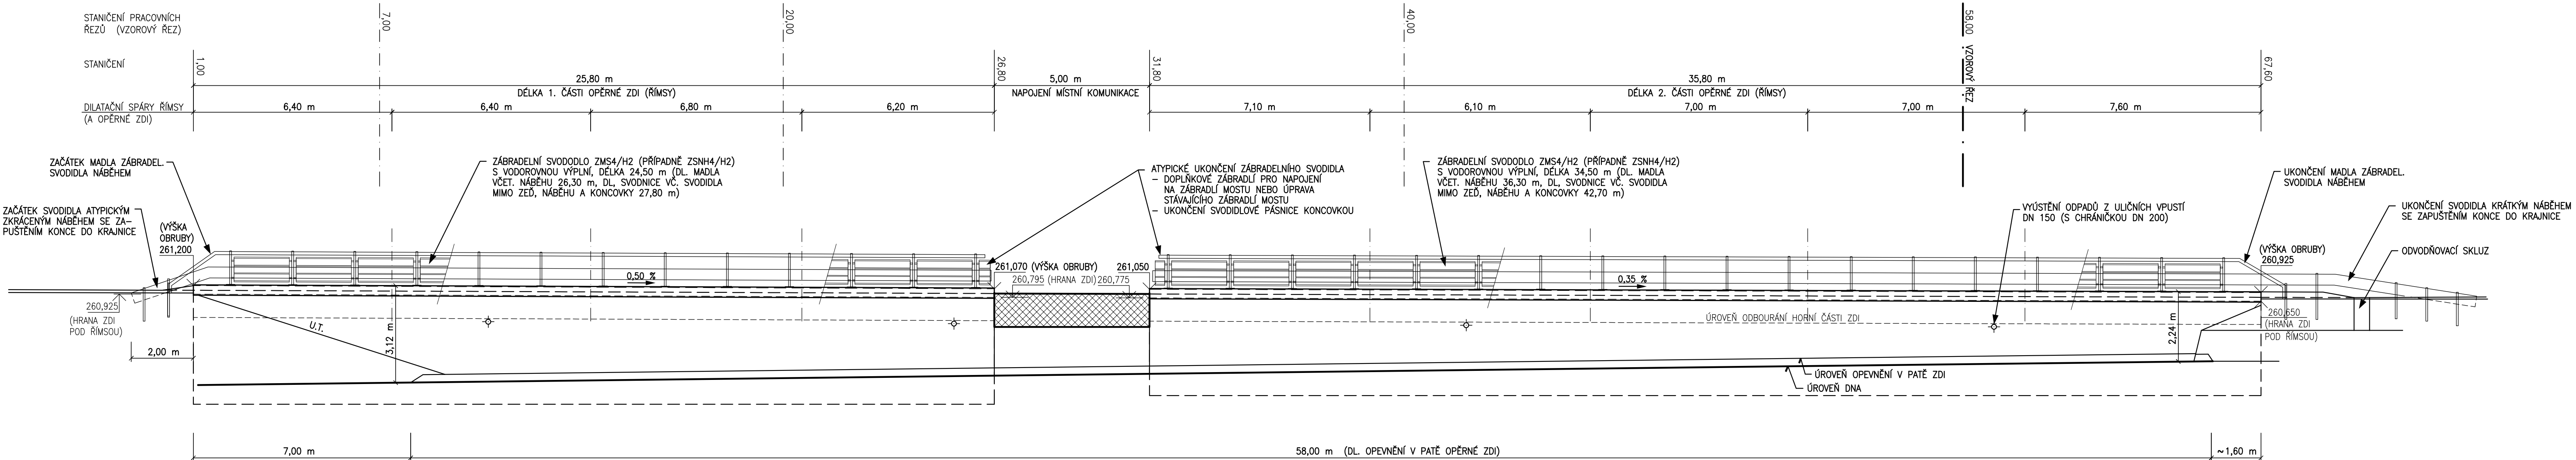 STANIČENÍ PRACOVNÍCH
ŘEZŮ (VZOROVÝ ŘEZ)
7,00
20,00
40,00
58,00 VZOROVÝ ŘEZ
STANIČENÍ
1,00
25,80 m
26,80
5,00 m
31,80
35,80 m
67,60
DÉLKA 1. ČÁSTI OPĚRNÉ ZDI (ŘÍMSY)
NAPOJENÍ MÍSTNÍ KOMUNIKACE
DÉLKA 2. ČÁSTI OPĚRNÉ ZDI (ŘÍMSY)
DILATAČNÍ SPÁRY ŘÍMSY
(A OPĚRNÉ ZDI)
6,40 m
6,40 m
6,80 m
6,20 m
7,10 m
6,10 m
7,00 m
7,00 m
7,60 m
ZAČÁTEK MADLA ZÁBRADEL.
SVODIDLA NÁBĚHEM
ZÁBRADELNÍ SVODODLO ZMS4/H2 (PŘÍPADNĚ ZSNH4/H2)
S VODOROVNOU VÝPLNÍ, DÉLKA 24,50 m (DL. MADLA
VČET. NÁBĚHU 26,30 m, DL, SVODNICE VČ. SVODIDLA
MIMO ZEĎ, NÁBĚHU A KONCOVKY 27,80 m)
ATYPICKÉ UKONČENÍ ZÁBRADELNÍHO SVODIDLA
– DOPLŇKOVÉ ZÁBRADLÍ PRO NAPOJENÍ
NA ZÁBRADLÍ MOSTU NEBO ÚPRAVA
STÁVAJÍCÍHO ZÁBRADLÍ MOSTU
– UKONČENÍ SVODIDLOVÉ PÁSNICE KONCOVKOU
ZÁBRADELNÍ SVODODLO ZMS4/H2 (PŘÍPADNĚ ZSNH4/H2)
S VODOROVNOU VÝPLNÍ, DÉLKA 34,50 m (DL. MADLA
VČET. NÁBĚHU 36,30 m, DL, SVODNICE VČ. SVODIDLA
MIMO ZEĎ, NÁBĚHU A KONCOVKY 42,70 m)
UKONČENÍ MADLA ZÁBRADEL.
SVODIDLA NÁBĚHEM
ZAČÁTEK SVODIDLA ATYPICKÝM
ZKRÁCENÝM NÁBĚHEM SE ZA–
PUŠTĚNÍM KONCE DO KRAJNICE
VYÚSTĚNÍ ODPADŮ Z ULIČNÍCH VPUSTÍ
DN 150 (S CHRÁNIČKOU DN 200)
UKONČENÍ SVODIDLA KRÁTKÝM NÁBĚHEM
SE ZAPUŠTĚNÍM KONCE DO KRAJNICE
(VÝŠKA
OBRUBY)
261,200
(VÝŠKA OBRUBY)
260,925
ODVODŇOVACÍ SKLUZ
261,070 (VÝŠKA OBRUBY)
261,050
0,50 %
260,795 (HRANA ZDI)
260,775
0,35 %
260,925
(HRANA ZDI
POD ŘÍMSOU)
260,650
(HRANA ZDI
POD ŘÍMSOU)
U.T.
3,12 m
ÚROVEŇ ODBOURÁNÍ HORNÍ ČÁSTI ZDI
2,24 m
2,00 m
ÚROVEŇ OPEVNĚNÍ V PATĚ ZDI
ÚROVEŇ DNA
7,00 m
58,00 m (DL. OPEVNĚNÍ V PATĚ OPĚRNÉ ZDI)
~1,60 m